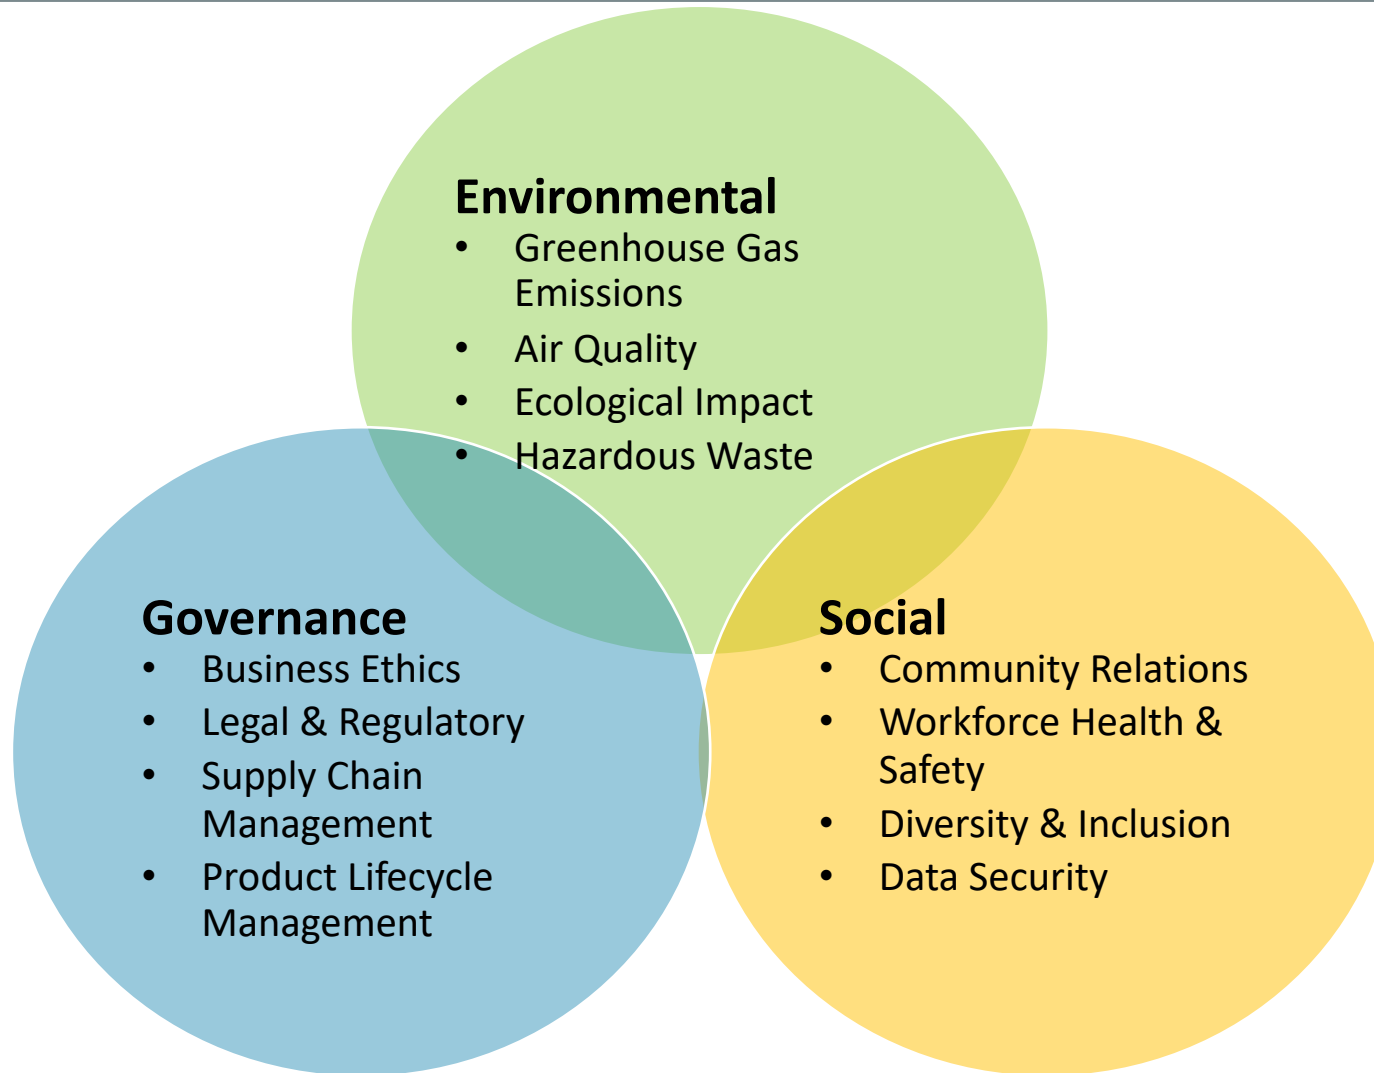 Environmental
• Greenhouse Gas
Emissions
• Air Quality
• Ecological Impact
• Hazardous Waste
Governance
• Business Ethics
• Legal & Regulatory
• Supply Chain
Management
• Product Lifecycle
Management
Social
• Community Relations
• Workforce Health &
Safety
• Diversity & Inclusion
• Data Security